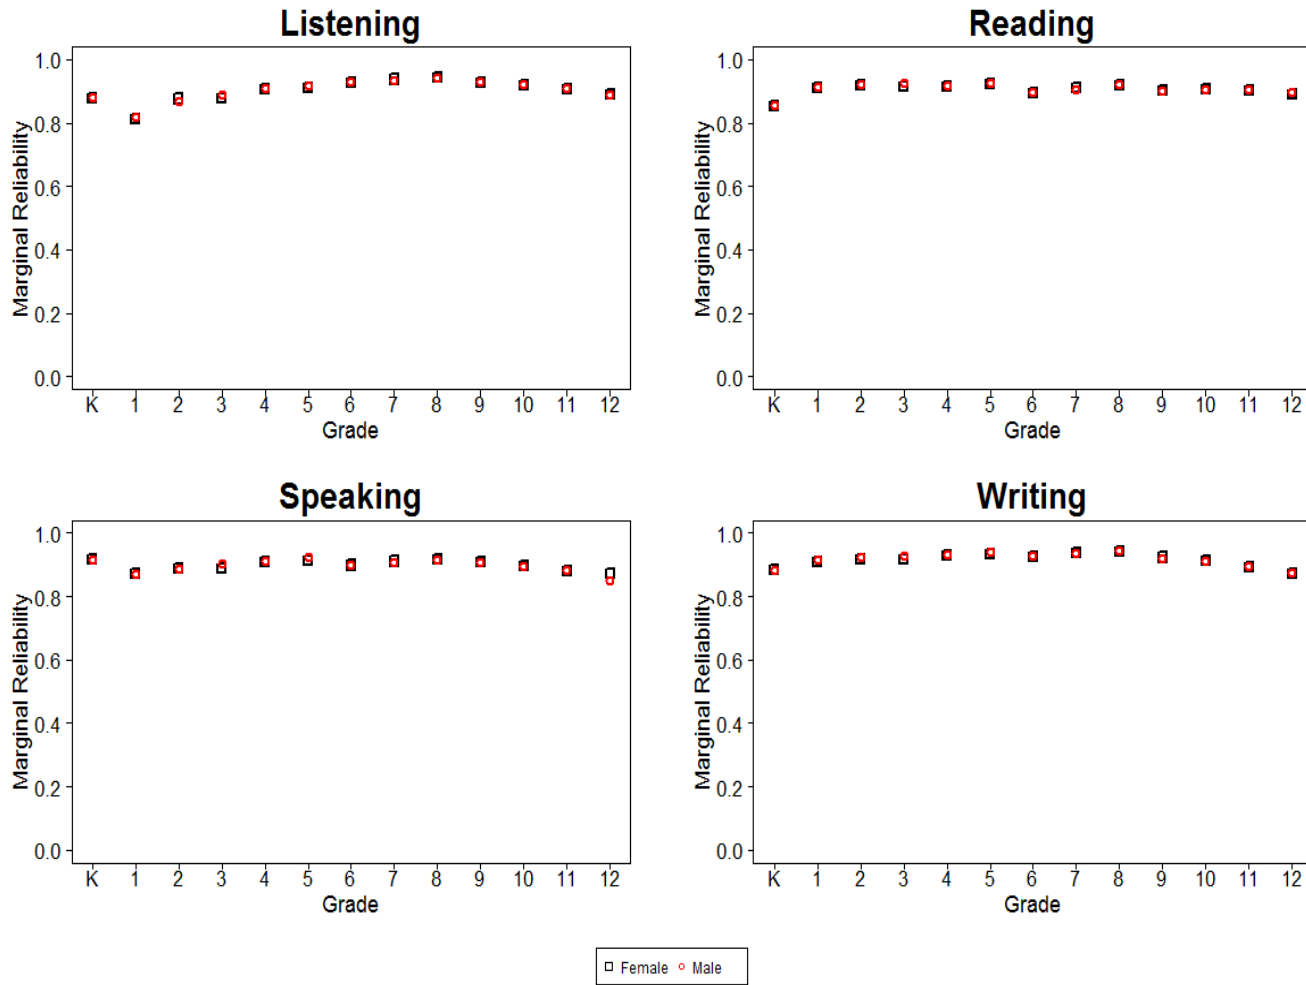 Listening
Marginal Reliability
1.0
0.8
0.6
0.4
0.2
0.0
K 1 2 3 4 5 6 7 8 9 10 11 12
Grade
Reading
Marginal Reliability
1.0
0.8
0.6
0.4
0.2
0.0
K 1 2 3 4 5 6 7 8 9 10 11 12
Grade
Speaking
Marginal Reliability
1.0
0.8
0.6
0.4
0.2
0.0
K 1 2 3 4 5 6 7 8 9 10 11 12
Grade
Writing
Marginal Reliability
1.0
0.8
0.6
0.4
0.2
0.0
K 1 2 3 4 5 6 7 8 9 10 11 12
Grade
Female Male